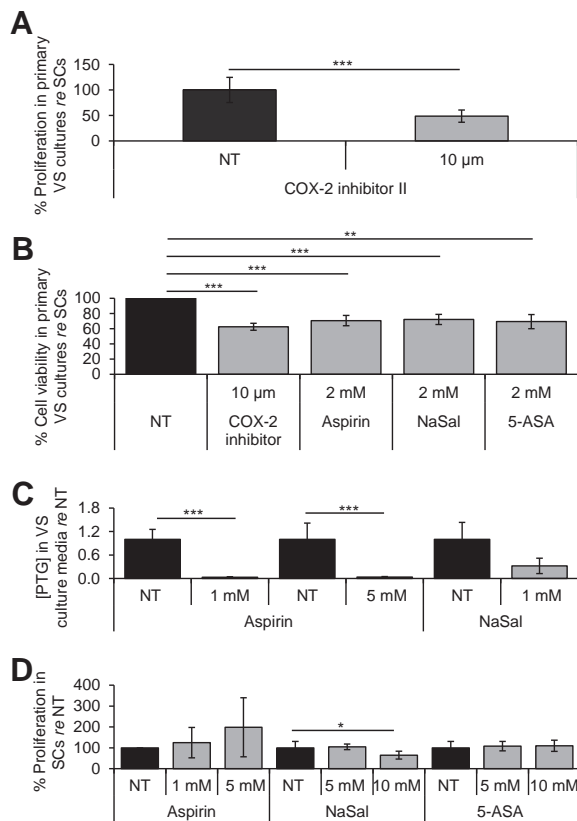 A
% Proliferation in primary
VS cultures re SCs
150
100
50
0
***
NT
10 µm
COX-2 inhibitor II
B
% Cell viability in primary
VS cultures re SCs
100
80
60
40
20
0
**
***
***
***
NT
10 µm
COX-2
inhibitor
2 mM
Aspirin
2 mM
NaSal
2 mM
5-ASA
C
[PTG] in VS
culture media re NT
1.8
1.2
0.6
0.0
***
***
NT
1 mM
NT
5 mM
NT
1 mM
Aspirin
NaSal
D
% Proliferation in
SCs re NT
400
300
200
100
0
*
NT
1 mM
5 mM
NT
5 mM
10 mM
NT
5 mM
10 mM
Aspirin
NaSal
5-ASA